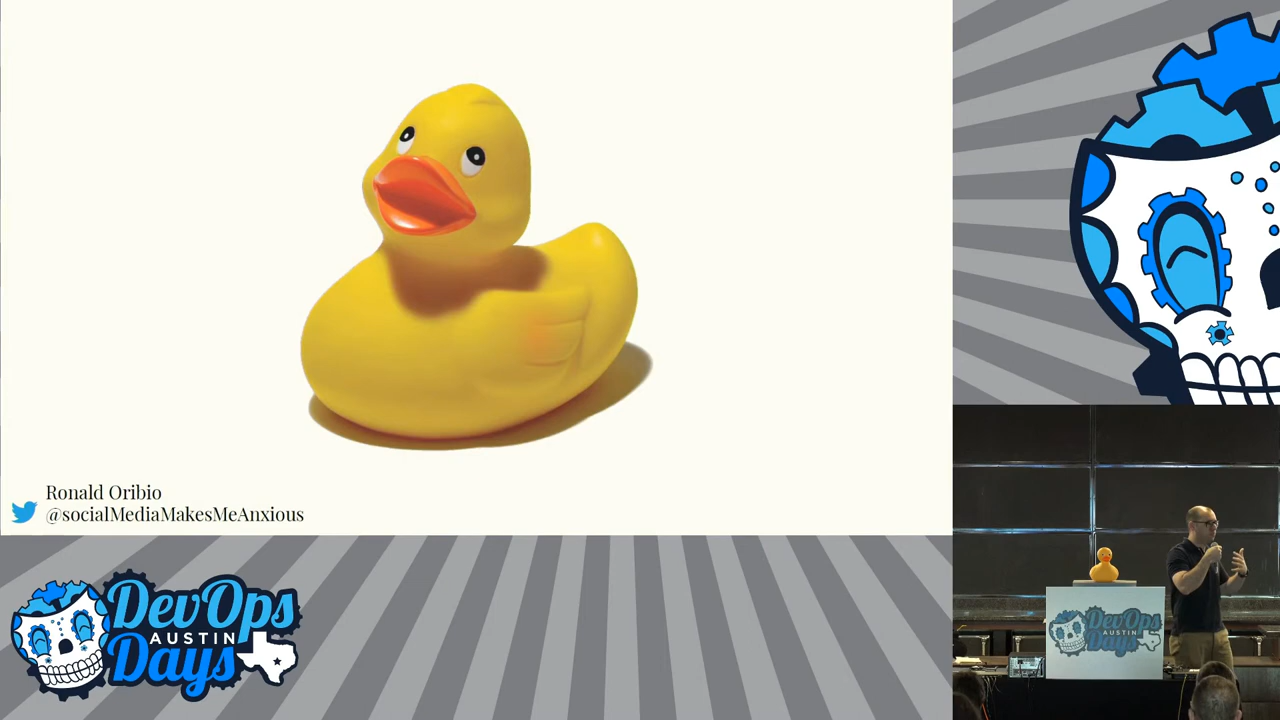 Ronald Oribio
@socialMediaMakesMeAnxious
DevOps
AUSTIN
Days
DevOps
AUSTIN
Days